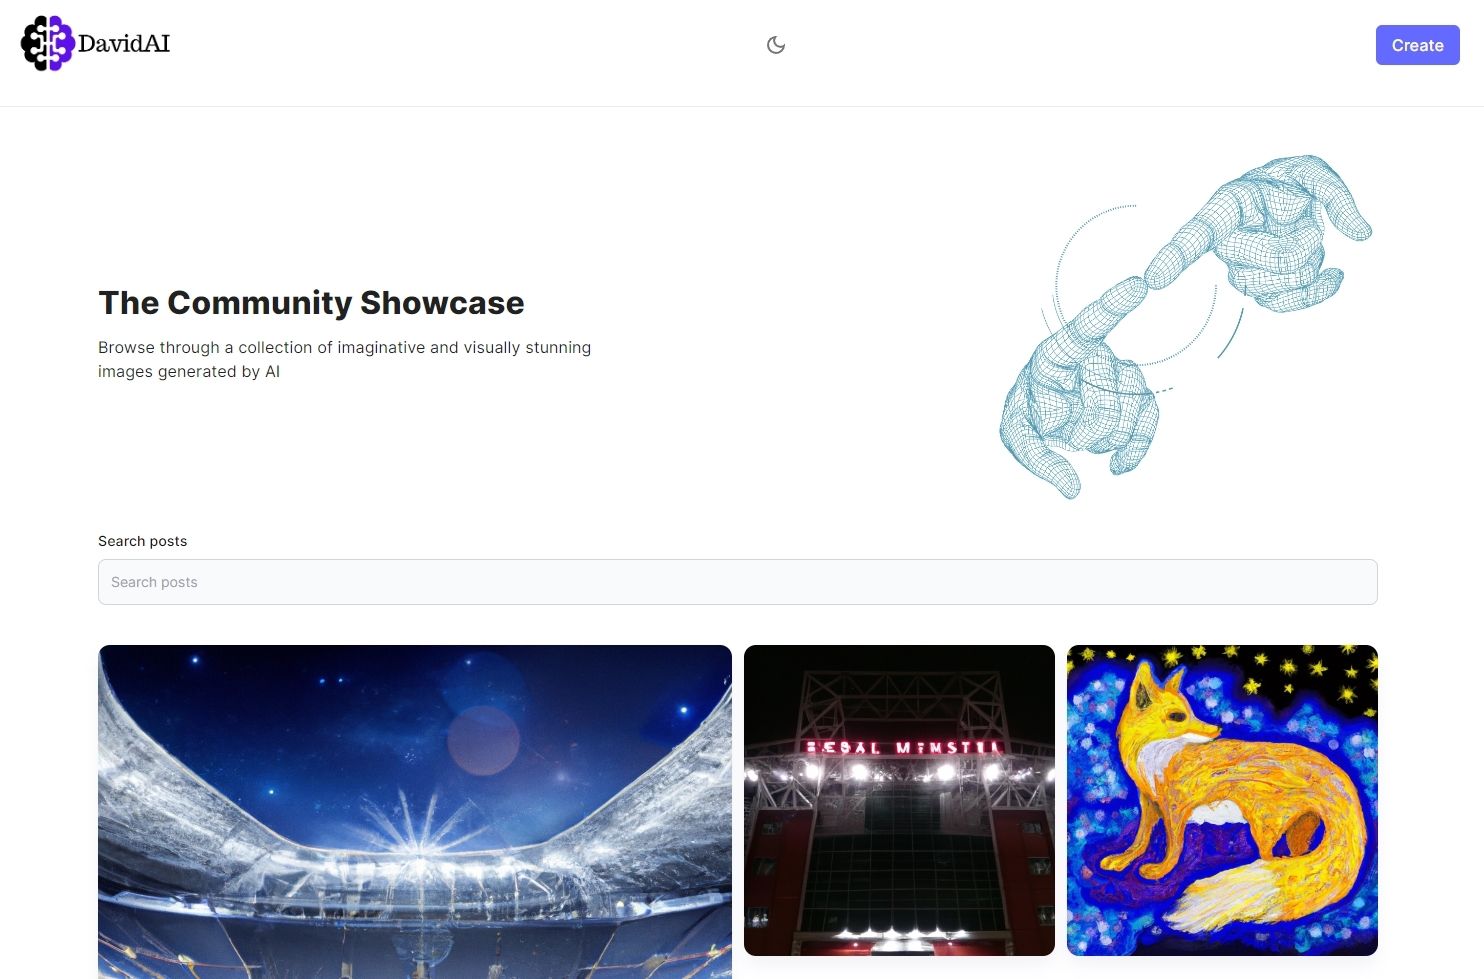 DavidAI
Create
The Community Showcase
Browse through a collection of imaginative and visually stunning
images generated by AI
Search posts
Search posts